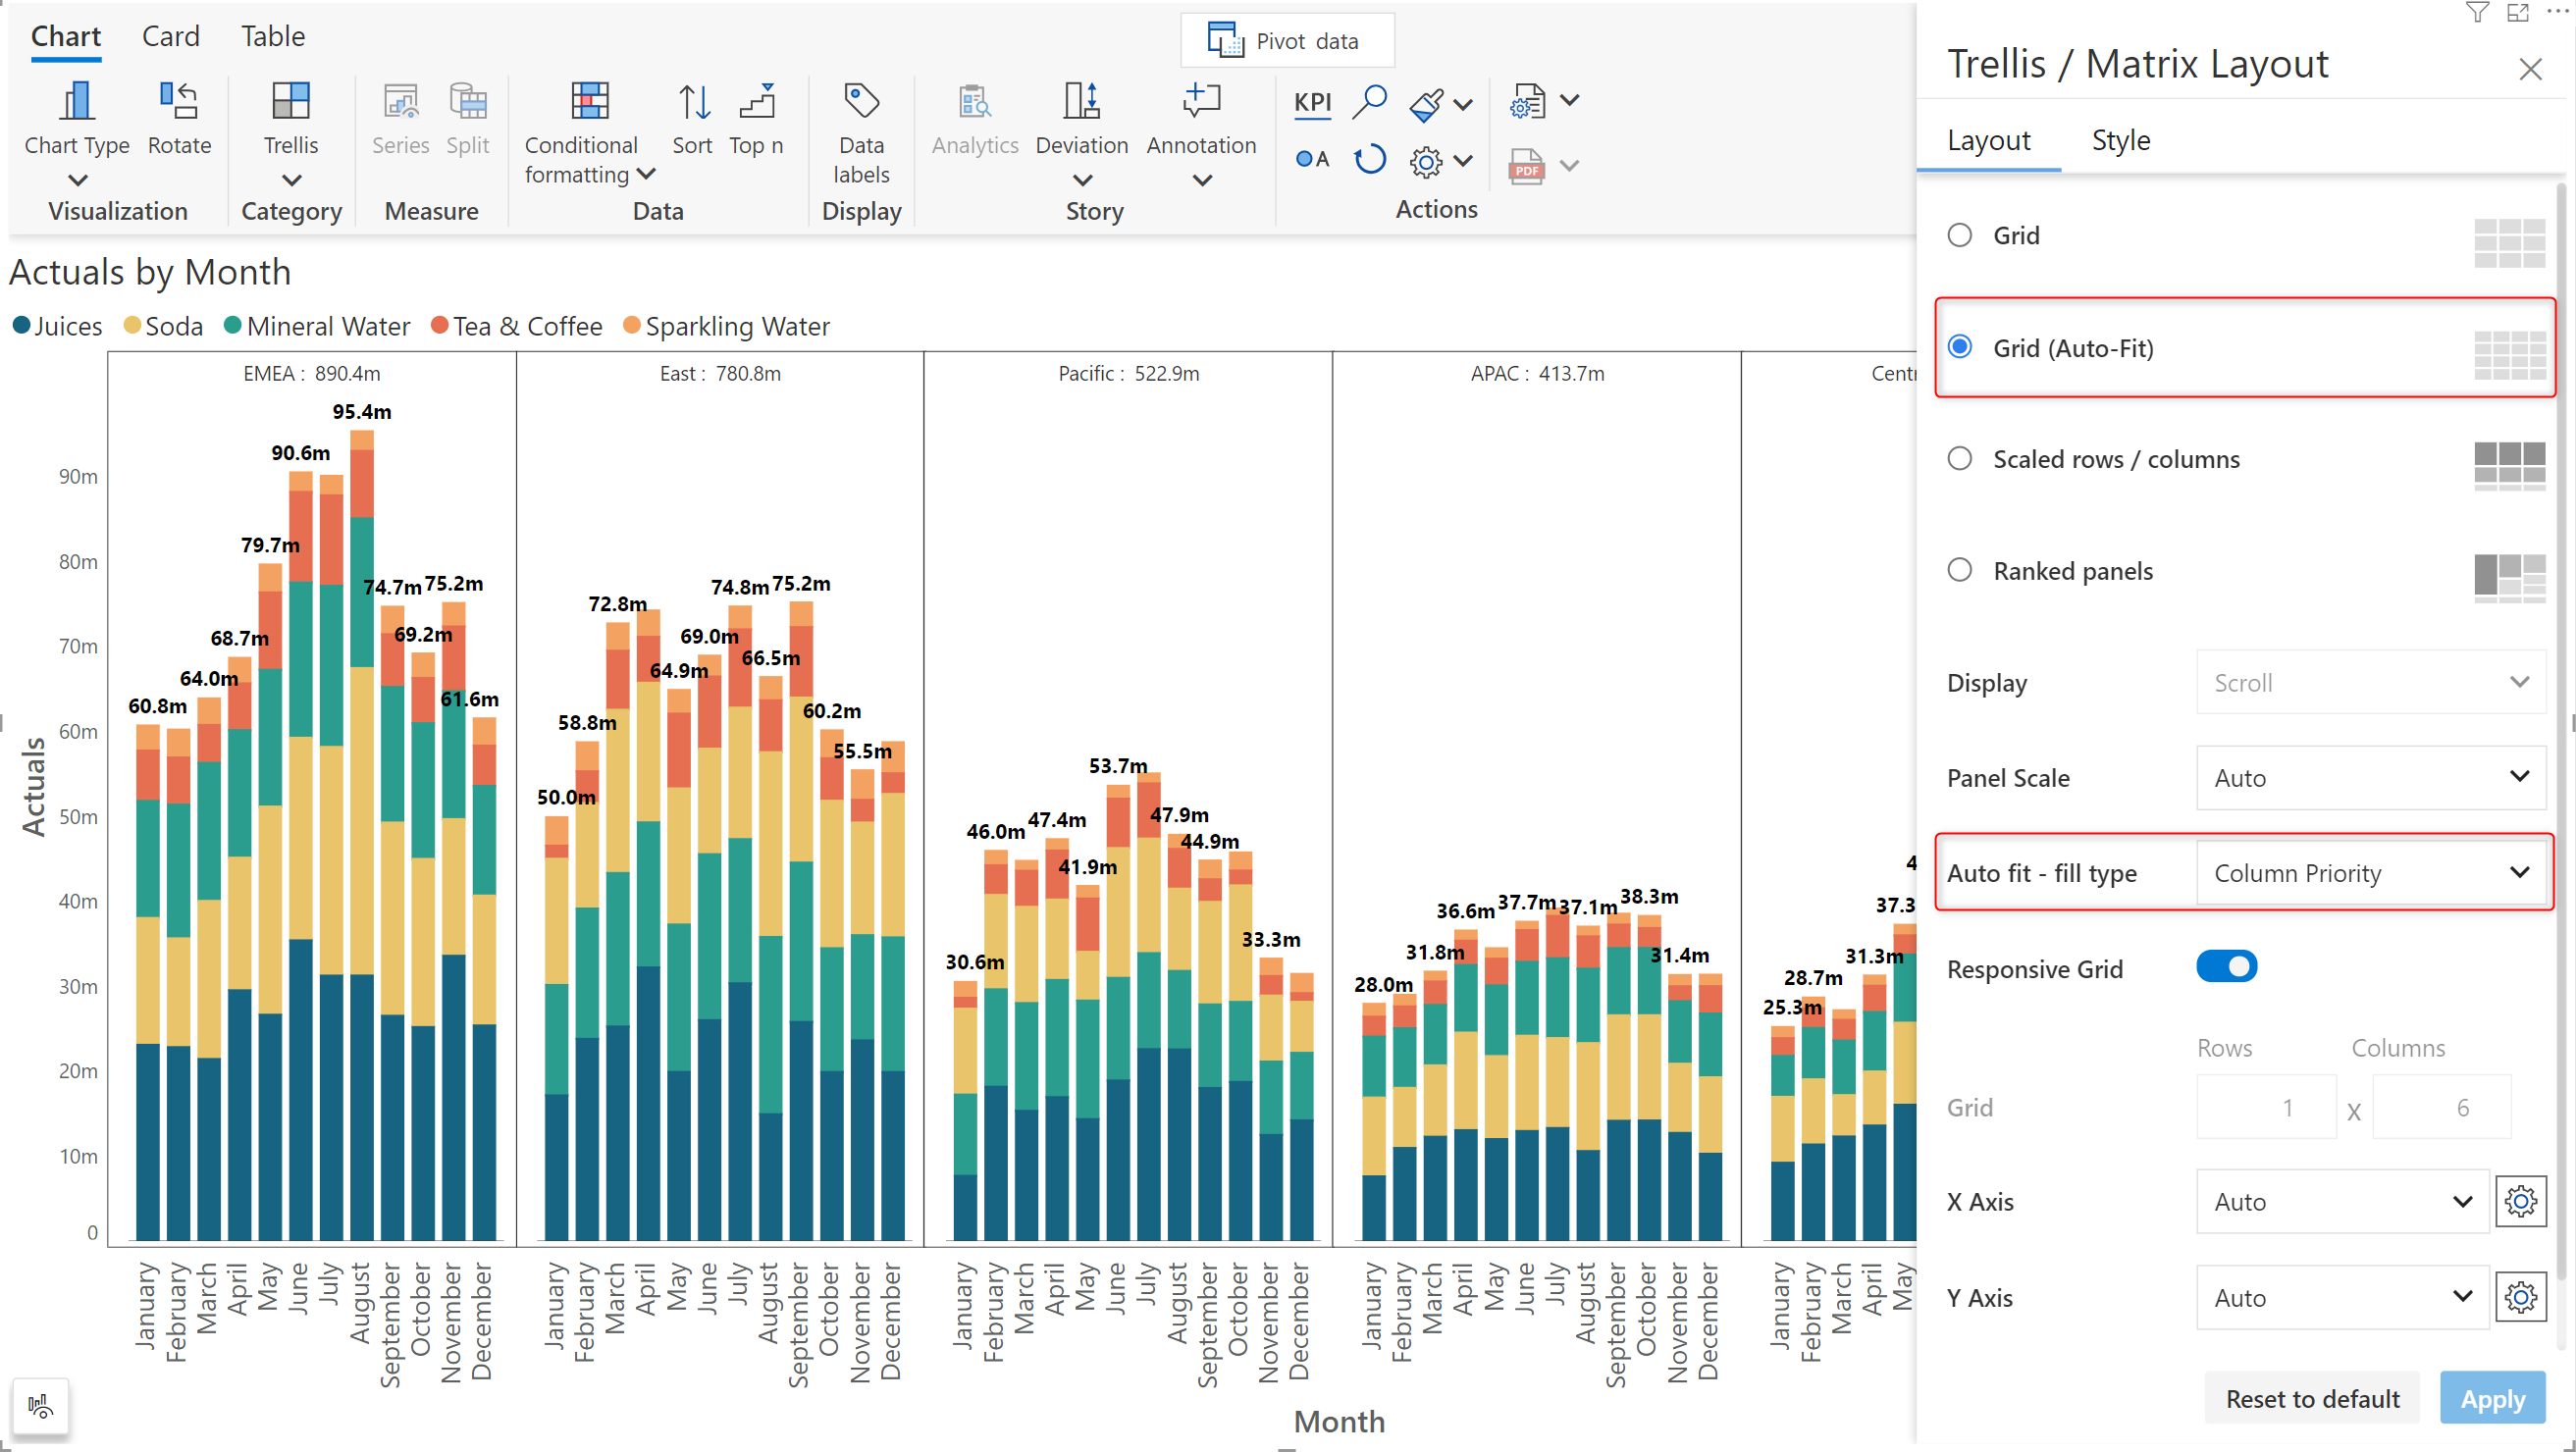 Chart Card Table
Pivot data
Chart Type Rotate
Trellis
Series Split
Conditional formatting
Sort Top n
Data labels
Analytics Deviation Annotation
KPI
A
PDF
Visualization Category Measure Data Display Story Actions
Actuals by Month
Juices Soda Mineral Water Tea & Coffee Sparkling Water
EMEA : 890.4m
East : 780.8m
Pacific : 522.9m
APAC : 413.7m
Centr
Actuals
90m
80m
70m
60m
50m
40m
30m
20m
10m
0
60.8m
64.0m
68.7m
79.7m
90.6m
95.4m
74.7m
69.2m
75.2m
61.6m
50.0m
58.8m
72.8m
64.9m
69.0m
74.8m
66.5m
75.2m
60.2m
55.5m
30.6m
46.0m
47.4m
41.9m
53.7m
47.9m
44.9m
33.3m
28.0m
31.8m
36.6m
37.7m
37.1m
38.3m
31.4m
25.3m
28.7m
31.3m
37.3
4
January February March April May June July August September October November December
January February March April May June July August September October November December
January February March April May June July August September October November December
January February March April May June July August September October November December
January February March April May
Month
Trellis / Matrix Layout
Layout Style
Grid
Grid (Auto-Fit)
Scaled rows / columns
Ranked panels
Display Scroll
Panel Scale Auto
Auto fit - fill type Column Priority
Responsive Grid
Rows Columns
Grid 1 x 6
X Axis Auto
Y Axis Auto
Reset to default Apply